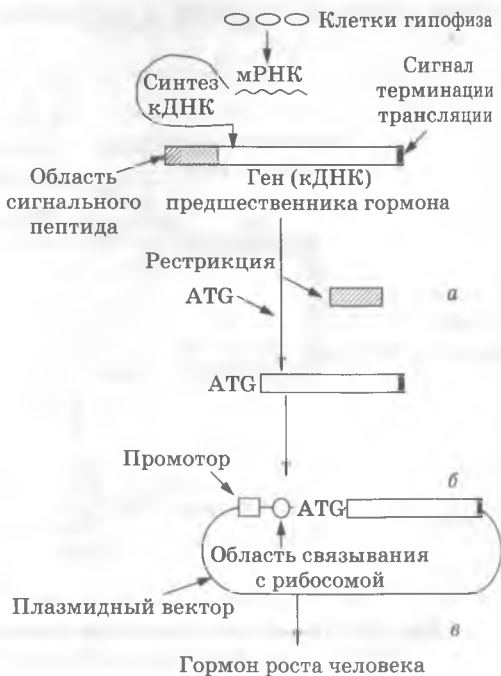 Клетки гипофиза
мРНК
Синтез
кДНК
Сигнал
терминации
трансляции
Область
сигнального
пептида
Ген (кДНК)
предшественника гормона
Рестрикция
ATG
а
ATG
Промотор
б
ATG
Область связывания
с рибосомой
Плазмидный вектор
в
Гормон роста человека